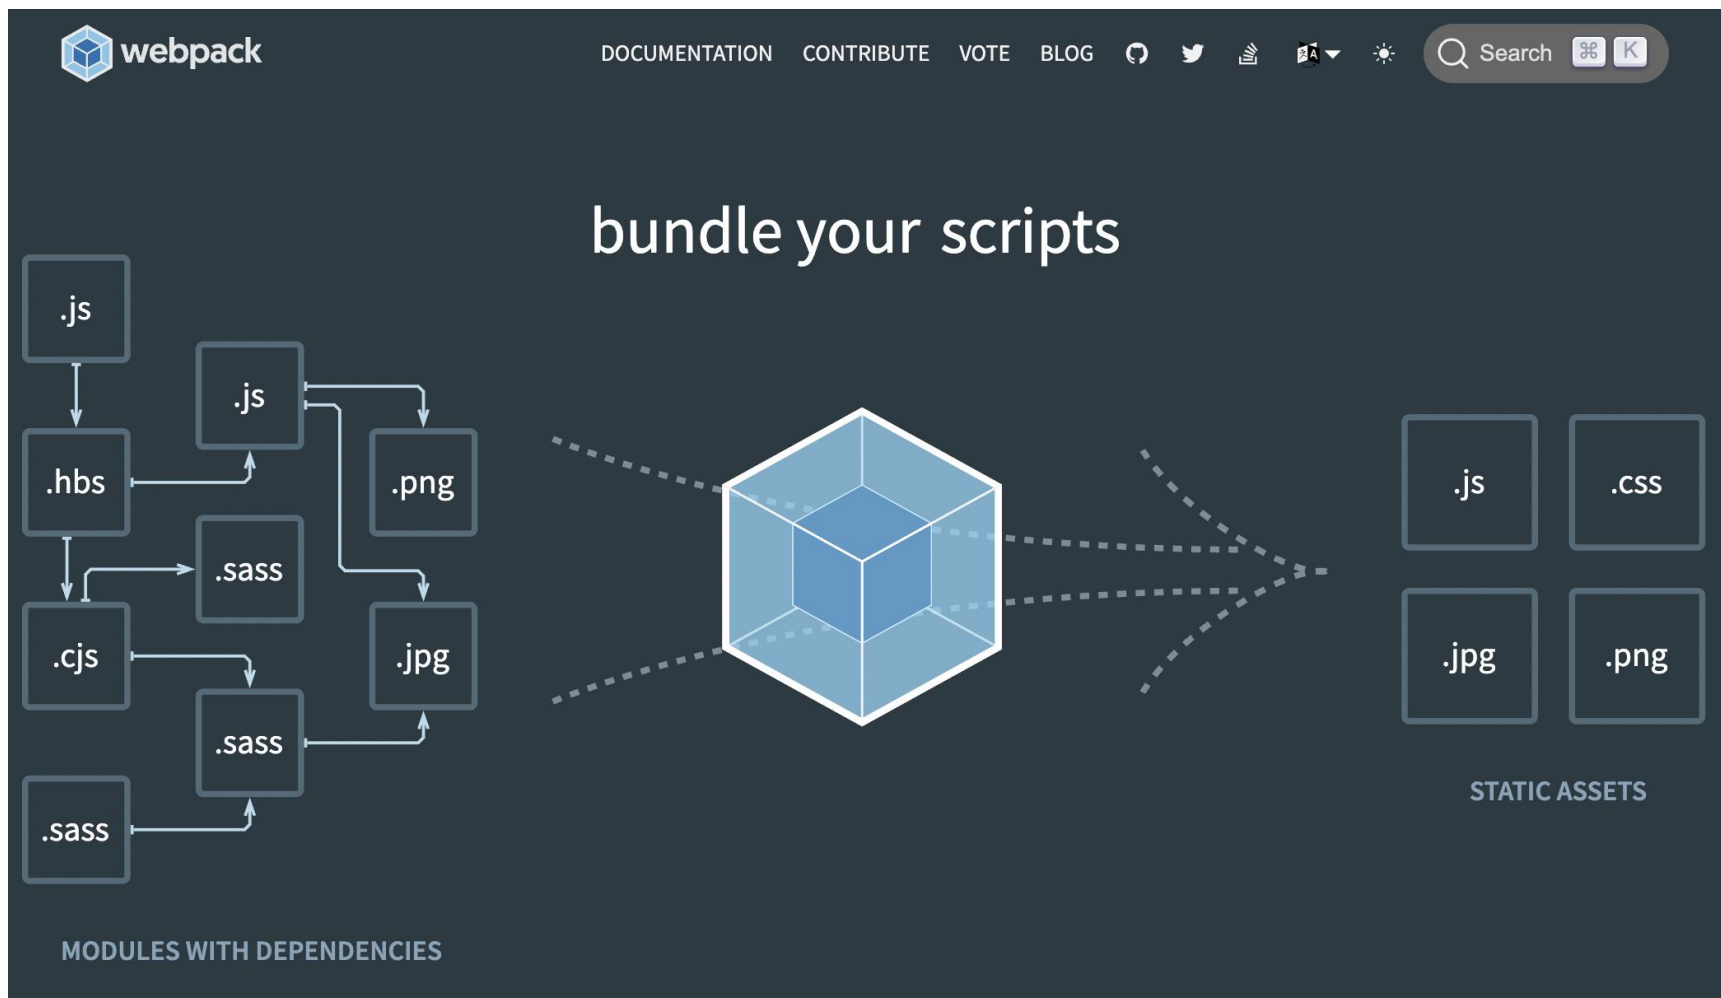 webpack
DOCUMENTATION CONTRIBUTE VOTE BLOG Search ⌘ K
bundle your scripts
.js
.js
.hbs
.png
.sass
.cjs
.jpg
.sass
.sass
MODULES WITH DEPENDENCIES
.js .css
.jpg .png
STATIC ASSETS